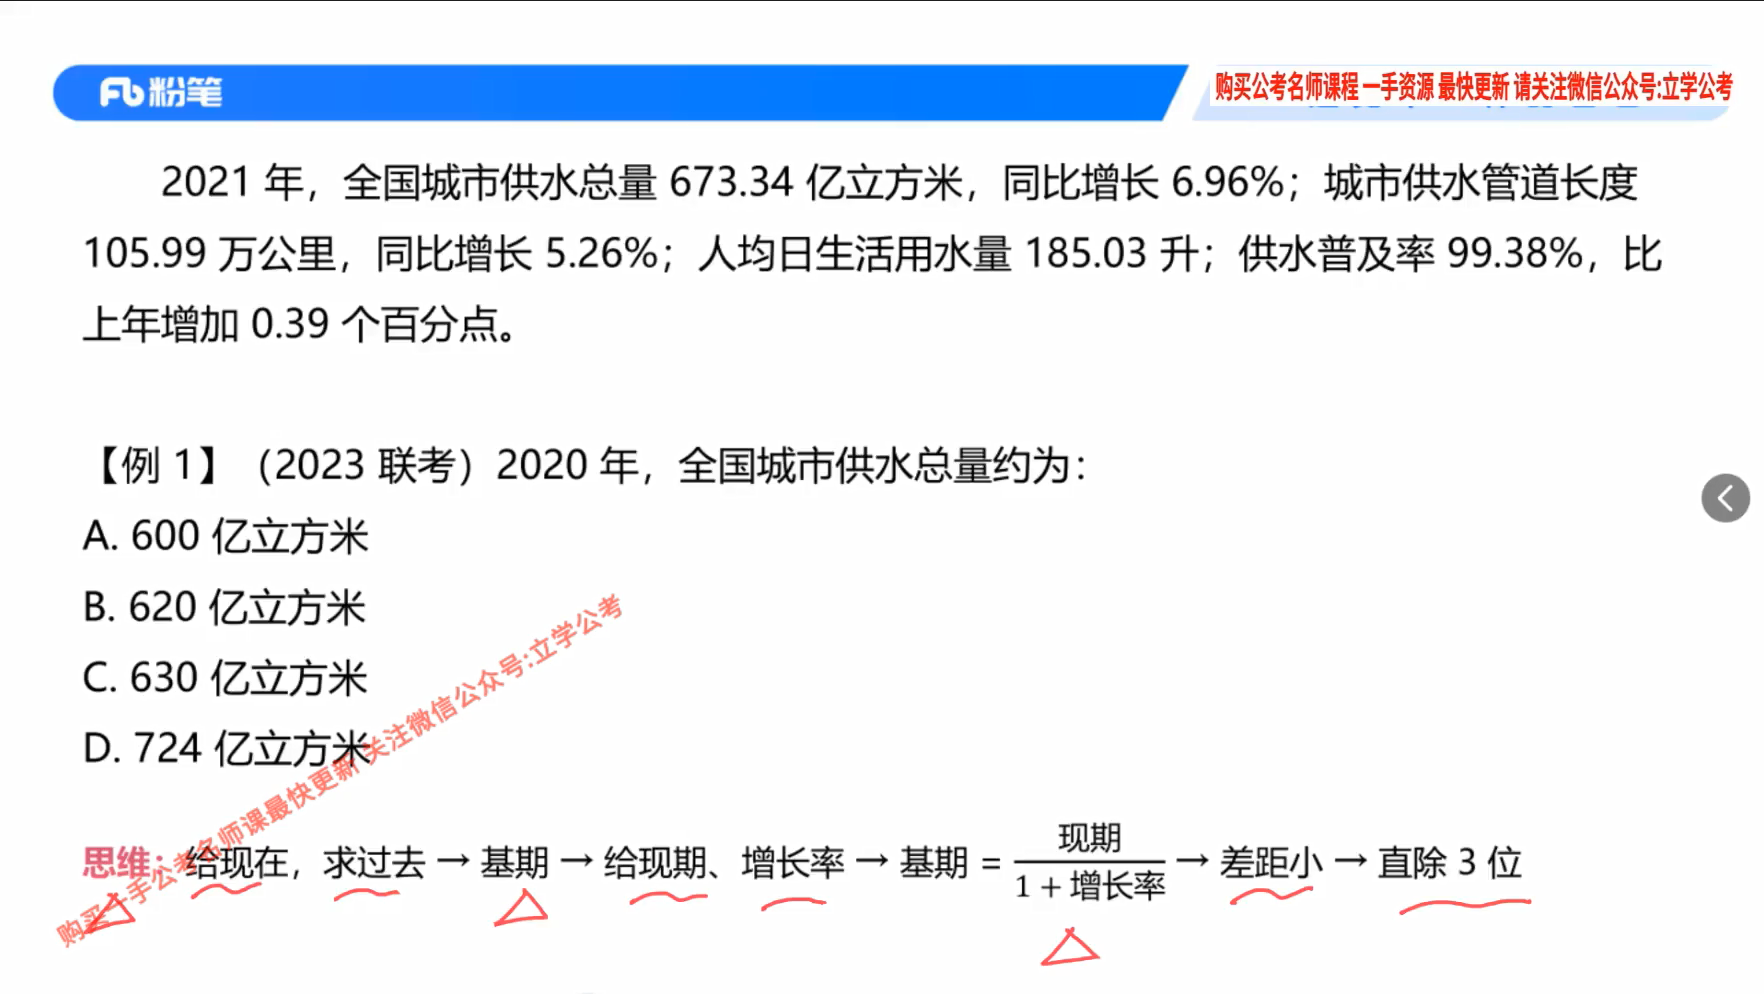 粉笔
购买公考名师课程 一手资源 最快更新 请关注微信公众号:立学公考
2021 年，全国城市供水总量 673.34 亿立方米，同比增长 6.96%；城市供水管道长度
105.99 万公里，同比增长 5.26%；人均日生活用水量 185.03 升；供水普及率 99.38%，比
上年增加 0.39 个百分点。
【例 1】（2023 联考）2020 年，全国城市供水总量约为：
A. 600 亿立方米
B. 620 亿立方米
C. 630 亿立方米
D. 724 亿立方米
购买一手公考名师课最快更新 关注微信公众号:立学公考
思维：给现在，求过去→基期→给现期、增长率→基期 = 现期/1+增长率→差距小→直除 3 位